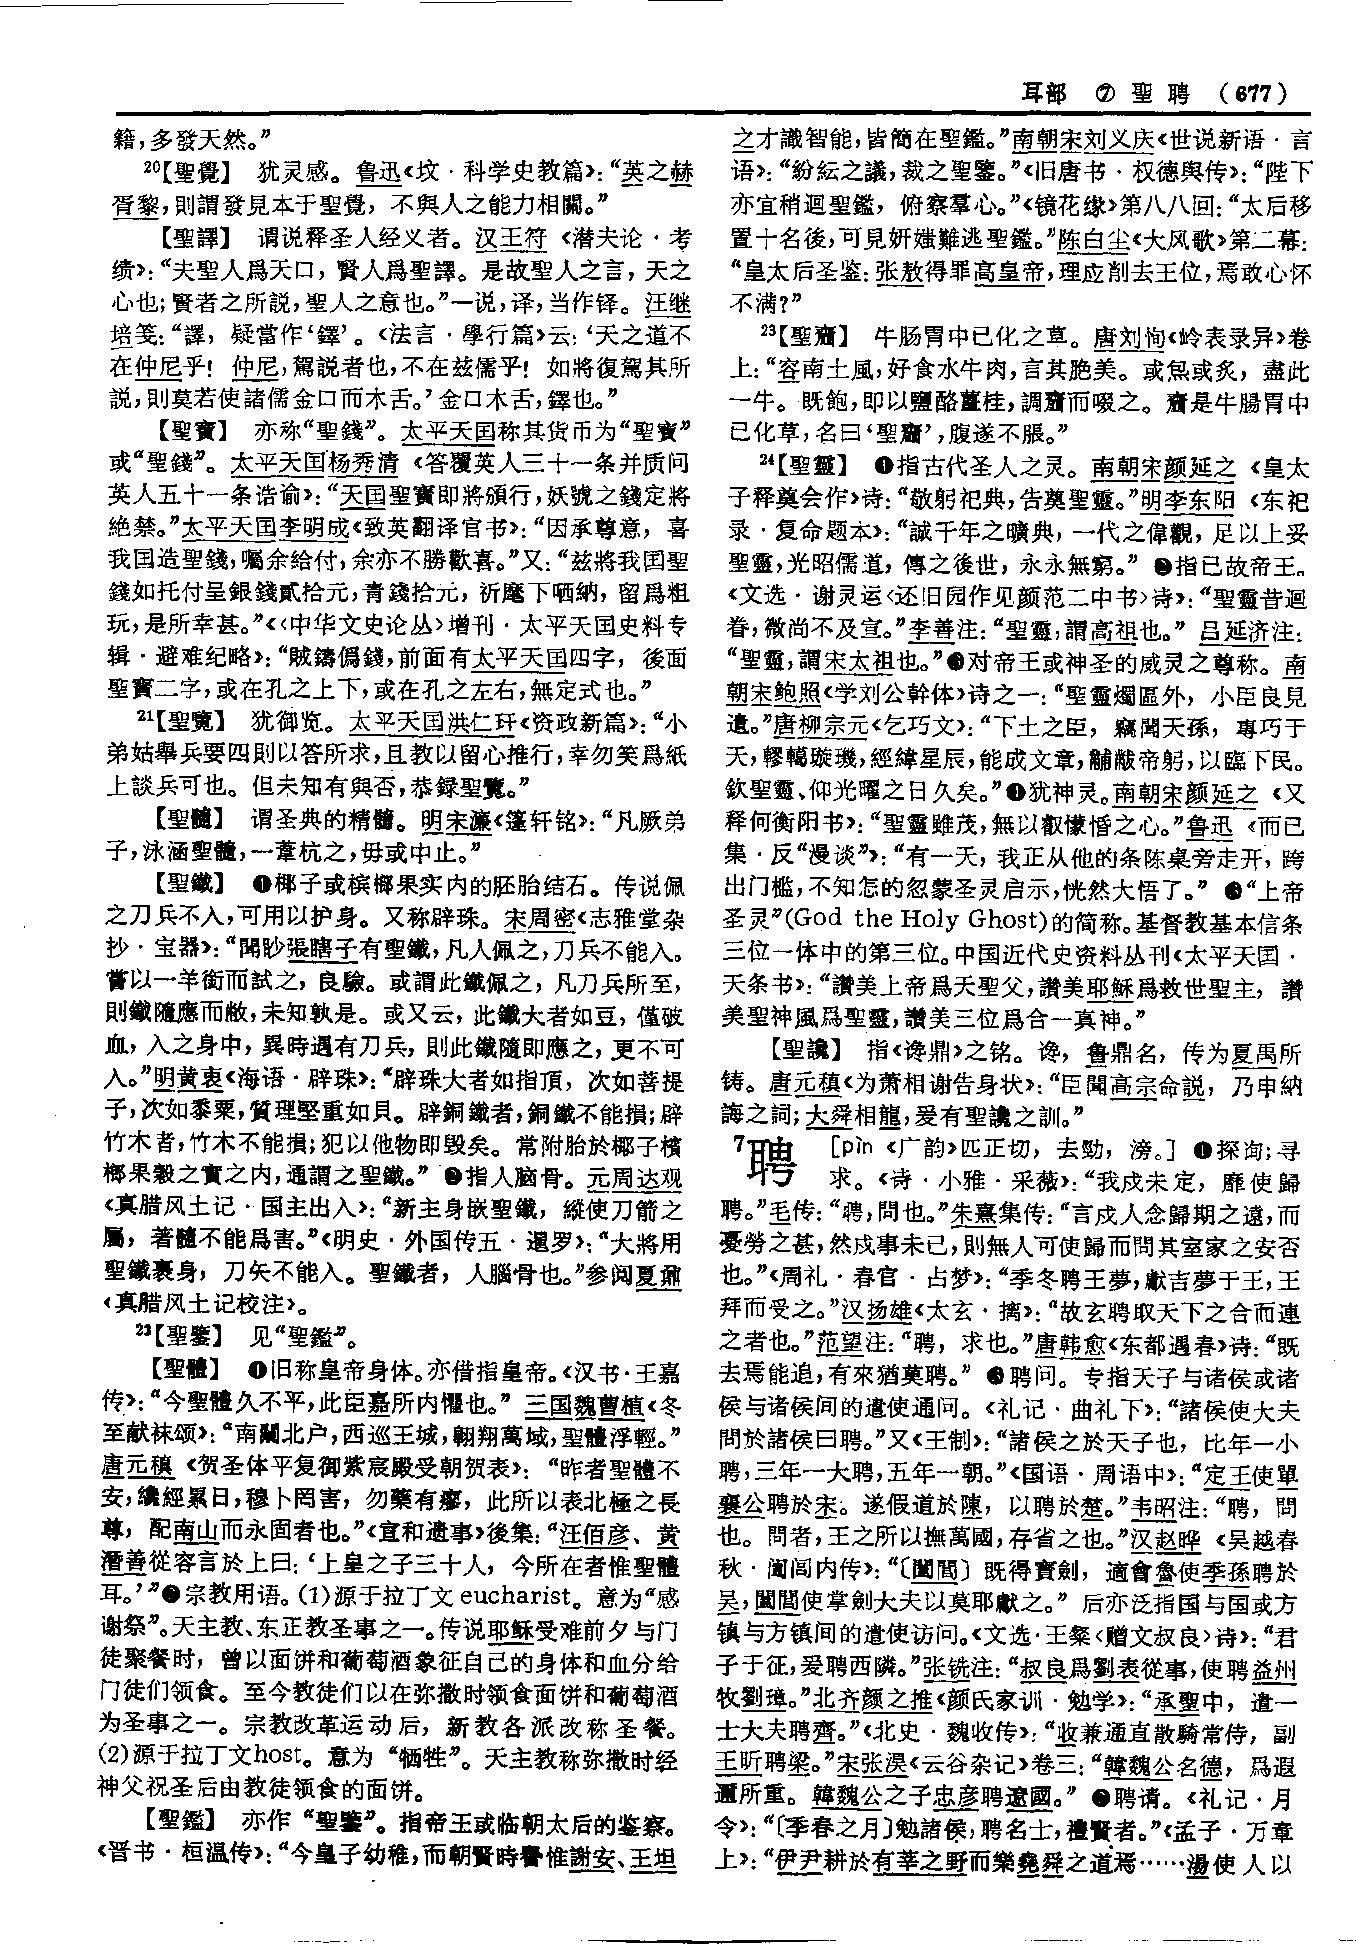 耳部 ⑦ 聖 聘 (677)
籍,多發天然。”
20【聖覺】 犹灵感。鲁迅《坟·科学史教篇》:“英之赫
胥黎,則謂發見本于聖覺,不與人之能力相關。”
【聖譯】 谓说释圣人经义者。汉王符《潜夫论·考
绩》:“夫聖人爲天口,賢人爲聖譯。是故聖人之言,天之
心也;賢者之所説,聖人之意也。”一说,译,当作铎。汪继
培笺:“譯,疑當作‘鐸’。《法言·學行篇》云:‘天之道不
在仲尼乎!仲尼,駕説者也,不在兹儒乎!如將復駕其所
説,則莫若使諸儒金口而木舌。’金口木舌,鐸也。”
【聖寶】 亦称“聖錢”。太平天囯称其货币为“聖寶”
或“聖錢”。太平天囯杨秀清《答覆英人三十一条并质问
英人五十一条诰谕》:“天囯聖寶即將頒行,妖號之錢定將
絶禁。”太平天囯李明成《致英翻译官书》:“因承尊意,喜
我囯造聖錢,囑余給付,余亦不勝歡喜。”又:“兹將我囯聖
錢如托付呈銀錢貳拾元,青錢拾元,祈麾下哂納,留爲粗
玩,是所幸甚。”《〈中华文史论丛〉增刊·太平天囯史料专
辑·避难纪略》:“賊鑄僞錢,前面有太平天囯四字,後面
聖寶二字,或在孔之上下,或在孔之左右,無定式也。”
21【聖覽】 犹御览。太平天囯洪仁玕《资政新篇》:“小
弟姑舉兵要四則以答所求,且教以留心推行,幸勿笑爲紙
上談兵可也。但未知有與否,恭録聖覽。”
【聖髓】 谓圣典的精髓。明宋濂《篷轩铭》:“凡厥弟
子,泳涵聖髓,一葦杭之,毋或中止。”
【聖鐵】 ❶椰子或槟榔果实内的胚胎结石。传说佩
之刀兵不入,可用以护身。又称辟珠。宋周密《志雅堂杂
抄·宝器》:“聞眇張瞎子有聖鐵,凡人佩之,刀兵不能入。
嘗以一羊銜而試之,良驗。或謂此鐵佩之,凡刀兵所至,
則鐵隨應而敝,未知孰是。或又云,此鐵大者如豆,僅破
血,入之身中,異時遇有刀兵,則此鐵隨即應之,更不可
入。”明黄衷《海语·辟珠》:“辟珠大者如指頂,次如菩提
子,次如黍粟,質理堅重如貝。辟銅鐵者,銅鐵不能損;辟
竹木者,竹木不能損;犯以他物即毁矣。常附胎於椰子檳
榔果榖之實之内,通謂之聖鐵。” ❷指人脑骨。元周达观
《真腊风土记·国主出入》:“新主身嵌聖鐵,縱使刀箭之
屬,著體不能爲害。”《明史·外国传五·暹罗》:“大將用
聖鐵裹身,刀矢不能入。聖鐵者,人腦骨也。”参阅夏鼐
《真腊风土记校注》。
23【聖鑒】 见“聖鑑”。
【聖體】 ❶旧称皇帝身体。亦借指皇帝。《汉书·王嘉
传》:“今聖體久不平,此臣嘉所内懼也。” 三国魏曹植《冬
至献袜颂》:“南闚北户,西巡王城,翱翔萬域,聖體浮輕。”
唐元稹《贺圣体平复御紫宸殿受朝贺表》:“昨者聖體不
安,纔經累日,穆卜罔害,勿藥有瘳,此所以表北極之長
尊,配南山而永固者也。”《宣和遗事》後集:“汪佰彦、黄
潛善從容言於上曰:‘上皇之子三十人,今所在者惟聖體
耳。’”❷宗教用语。(1)源于拉丁文 eucharist。意为“感
谢祭”。天主教、东正教圣事之一。传说耶稣受难前夕与门
徒聚餐时,曾以面饼和葡萄酒象征自己的身体和血分给
门徒们领食。至今教徒们以在弥撒时领食面饼和葡萄酒
为圣事之一。宗教改革运动后,新教各派改称圣餐。
(2)源于拉丁文host。意为“牺牲”。天主教称弥撒时经
神父祝圣后由教徒领食的面饼。
【聖鑑】 亦作“聖鑒”。指帝王或临朝太后的鉴察。
《晋书·桓温传》:“今皇子幼稚,而朝賢時譽惟謝安、王坦
之才識智能,皆簡在聖鑑。”南朝宋刘义庆《世说新语·言
语》:“紛紜之議,裁之聖鑒。”《旧唐书·权德舆传》:“陛下
亦宜稍迴聖鑑,俯察羣心。”《镜花缘》第八八回:“太后移
置十名後,可見妍媸難逃聖鑑。”陈白尘《大风歌》第二幕:
“皇太后圣鉴:张敖得罪高皇帝,理应削去王位,焉敢心怀
不满?”
23【聖虀】 牛肠胃中已化之草。唐刘恂《岭表录异》卷
上:“容南土風,好食水牛肉,言其脆美。或炰或炙,盡此
一牛。既飽,即以鹽酪薑桂,調虀而啜之。虀是牛腸胃中
已化草,名曰‘聖虀’,腹遂不脹。”
24【聖靈】 ❶指古代圣人之灵。南朝宋颜延之《皇太
子释奠会作》诗:“敬躬祀典,告奠聖靈。”明李东阳《东祀
录·复命题本》:“誠千年之曠典,一代之偉觀,足以上妥
聖靈,光昭儒道,傳之後世,永永無窮。” ❷指已故帝王。
《文选·谢灵运〈还旧园作见颜范二中书〉诗》:“聖靈昔迴
眷,微尚不及宣。”李善注:“聖靈,謂高祖也。” 吕延济注:
“聖靈,謂宋太祖也。”❸对帝王或神圣的威灵之尊称。南
朝宋鲍照《学刘公幹体》诗之一:“聖靈燭區外,小臣良見
遺。”唐柳宗元《乞巧文》:“下土之臣,竊聞天孫,專巧于
天,轇轕璇璣,經緯星辰,能成文章,黼黻帝躬,以臨下民。
欽聖靈、仰光曜之日久矣。”❹犹神灵。南朝宋颜延之《又
释何衡阳书》:“聖靈雖茂,無以叡懞惛之心。”鲁迅《而已
集·反“漫谈”》:“有一天,我正从他的条陈桌旁走开,跨
出门槛,不知怎的忽蒙圣灵启示,恍然大悟了。” ❺“上帝
圣灵”(God the Holy Ghost)的简称。基督教基本信条
三位一体中的第三位。中国近代史资料丛刊《太平天囯·
天条书》:“讚美上帝爲天聖父,讚美耶穌爲救世聖主,讚
美聖神風爲聖靈,讚美三位爲合一真神。”
【聖讒】 指《谗鼎》之铭。谗,鲁鼎名,传为夏禹所
铸。唐元稹《为萧相谢告身状》:“臣聞高宗命説,乃申納
誨之詞;大舜相龍,爰有聖讒之訓。”
7聘 [pìn《广韵》匹正切,去勁,滂。] ❶探询;寻
求。《诗·小雅·采薇》:“我戍未定,靡使歸
聘。”毛传:“聘,問也。”朱熹集传:“言戍人念歸期之遠,而
憂勞之甚,然戍事未已,則無人可使歸而問其室家之安否
也。”《周礼·春官·占梦》:“季冬聘王夢,獻吉夢于王,王
拜而受之。”汉扬雄《太玄·摛》:“故玄聘取天下之合而連
之者也。”范望注:“聘,求也。”唐韩愈《东都遇春》诗:“既
去焉能追,有來猶莫聘。” ❷聘问。专指天子与诸侯或诸
侯与诸侯间的遣使通问。《礼记·曲礼下》:“諸侯使大夫
問於諸侯曰聘。”又《王制》:“諸侯之於天子也,比年一小
聘,三年一大聘,五年一朝。”《国语·周语中》:“定王使單
襄公聘於宋。遂假道於陳,以聘於楚。”韦昭注:“聘,問
也。問者,王之所以撫萬國,存省之也。”汉赵晔《吴越春
秋·阖闾内传》:“〔闔閭〕既得寶劍,適會魯使季孫聘於
吴,闔閭使掌劍大夫以莫耶獻之。” 后亦泛指国与国或方
镇与方镇间的遣使访问。《文选·王粲〈赠文叔良〉诗》:“君
子于征,爰聘西隣。”张铣注:“叔良爲劉表從事,使聘益州
牧劉璋。”北齐颜之推《颜氏家训·勉学》:“承聖中,遣一
士大夫聘齊。”《北史·魏收传》:“收兼通直散騎常侍,副
王昕聘梁。”宋张淏《云谷杂记》卷三:“韓魏公名德,爲遐
邇所重。韓魏公之子忠彦聘遼國。” ❸聘请。《礼记·月
令》:“〔季春之月〕勉諸侯,聘名士,禮賢者。”《孟子·万章
上》:“伊尹耕於有莘之野而樂堯舜之道焉……湯使人以